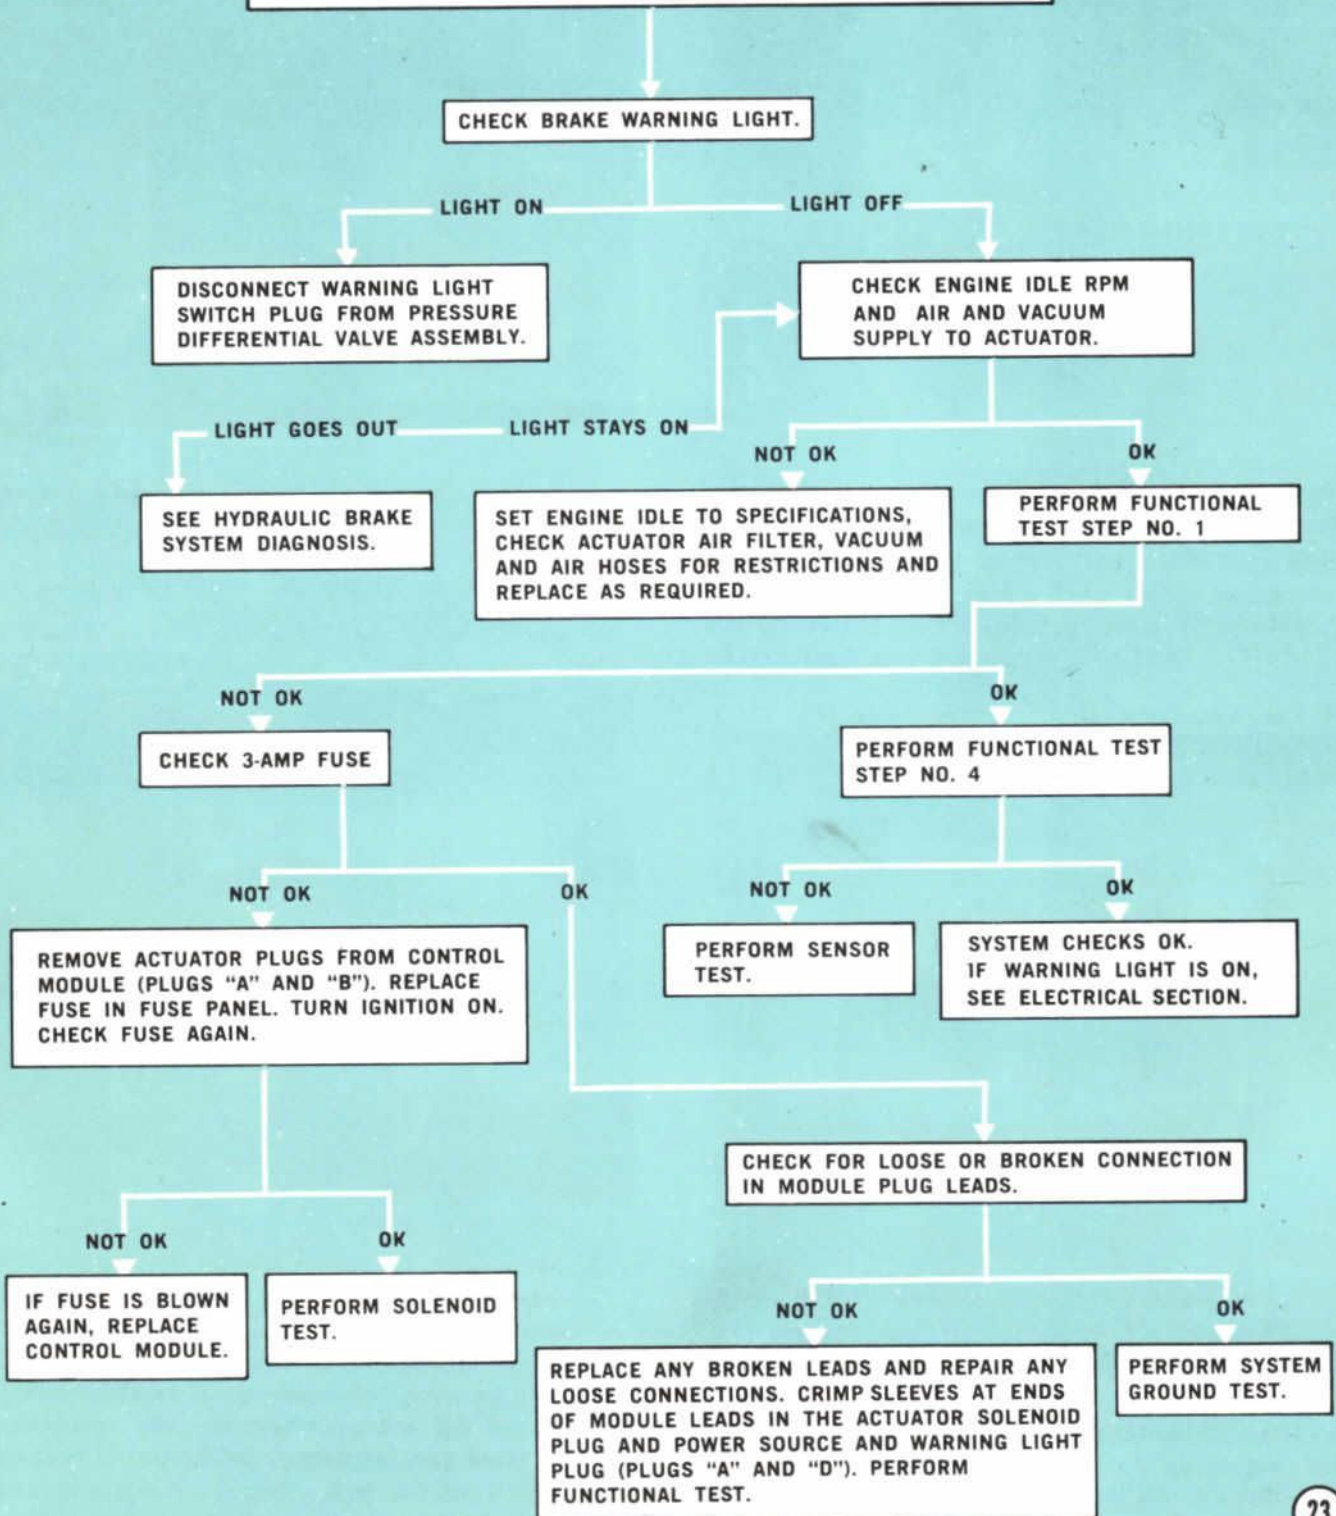 CHECK BRAKE WARNING LIGHT.
LIGHT ON
LIGHT OFF
DISCONNECT WARNING LIGHT
SWITCH PLUG FROM PRESSURE
DIFFERENTIAL VALVE ASSEMBLY.
CHECK ENGINE IDLE RPM
AND AIR AND VACUUM
SUPPLY TO ACTUATOR.
LIGHT GOES OUT
LIGHT STAYS ON
NOT OK
OK
SEE HYDRAULIC BRAKE
SYSTEM DIAGNOSIS.
SET ENGINE IDLE TO SPECIFICATIONS,
CHECK ACTUATOR AIR FILTER, VACUUM
AND AIR HOSES FOR RESTRICTIONS AND
REPLACE AS REQUIRED.
PERFORM FUNCTIONAL
TEST STEP NO. 1
NOT OK
OK
CHECK 3-AMP FUSE
PERFORM FUNCTIONAL TEST
STEP NO. 4
NOT OK
OK
NOT OK
OK
REMOVE ACTUATOR PLUGS FROM CONTROL
MODULE (PLUGS “A” AND “B”). REPLACE
FUSE IN FUSE PANEL. TURN IGNITION ON.
CHECK FUSE AGAIN.
PERFORM SENSOR
TEST.
SYSTEM CHECKS OK.
IF WARNING LIGHT IS ON,
SEE ELECTRICAL SECTION.
CHECK FOR LOOSE OR BROKEN CONNECTION
IN MODULE PLUG LEADS.
NOT OK
OK
IF FUSE IS BLOWN
AGAIN, REPLACE
CONTROL MODULE.
PERFORM SOLENOID
TEST.
NOT OK
OK
REPLACE ANY BROKEN LEADS AND REPAIR ANY
LOOSE CONNECTIONS. CRIMP SLEEVES AT ENDS
OF MODULE LEADS IN THE ACTUATOR SOLENOID
PLUG AND POWER SOURCE AND WARNING LIGHT
PLUG (PLUGS “A” AND “D”). PERFORM
FUNCTIONAL TEST.
PERFORM SYSTEM
GROUND TEST.
23